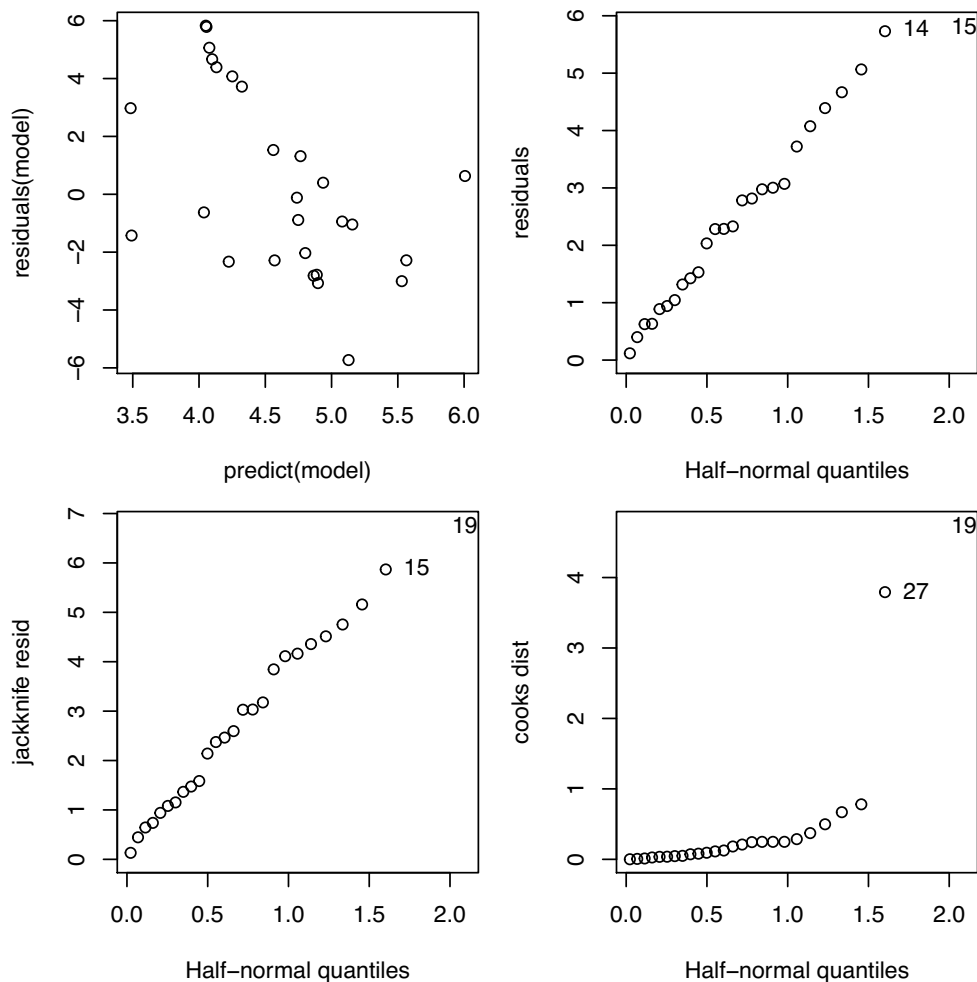 residuals(model)
6
4
2
0
−2
−4
−6
3.5 4.0 4.5 5.0 5.5 6.0
predict(model)
residuals
6
5
4
3
2
1
0
14 15
0.0 0.5 1.0 1.5 2.0
Half−normal quantiles
jackknife resid
7
6
5
4
3
2
1
0
19
15
0.0 0.5 1.0 1.5 2.0
Half−normal quantiles
cooks dist
4
3
2
1
0
19
27
0.0 0.5 1.0 1.5 2.0
Half−normal quantiles